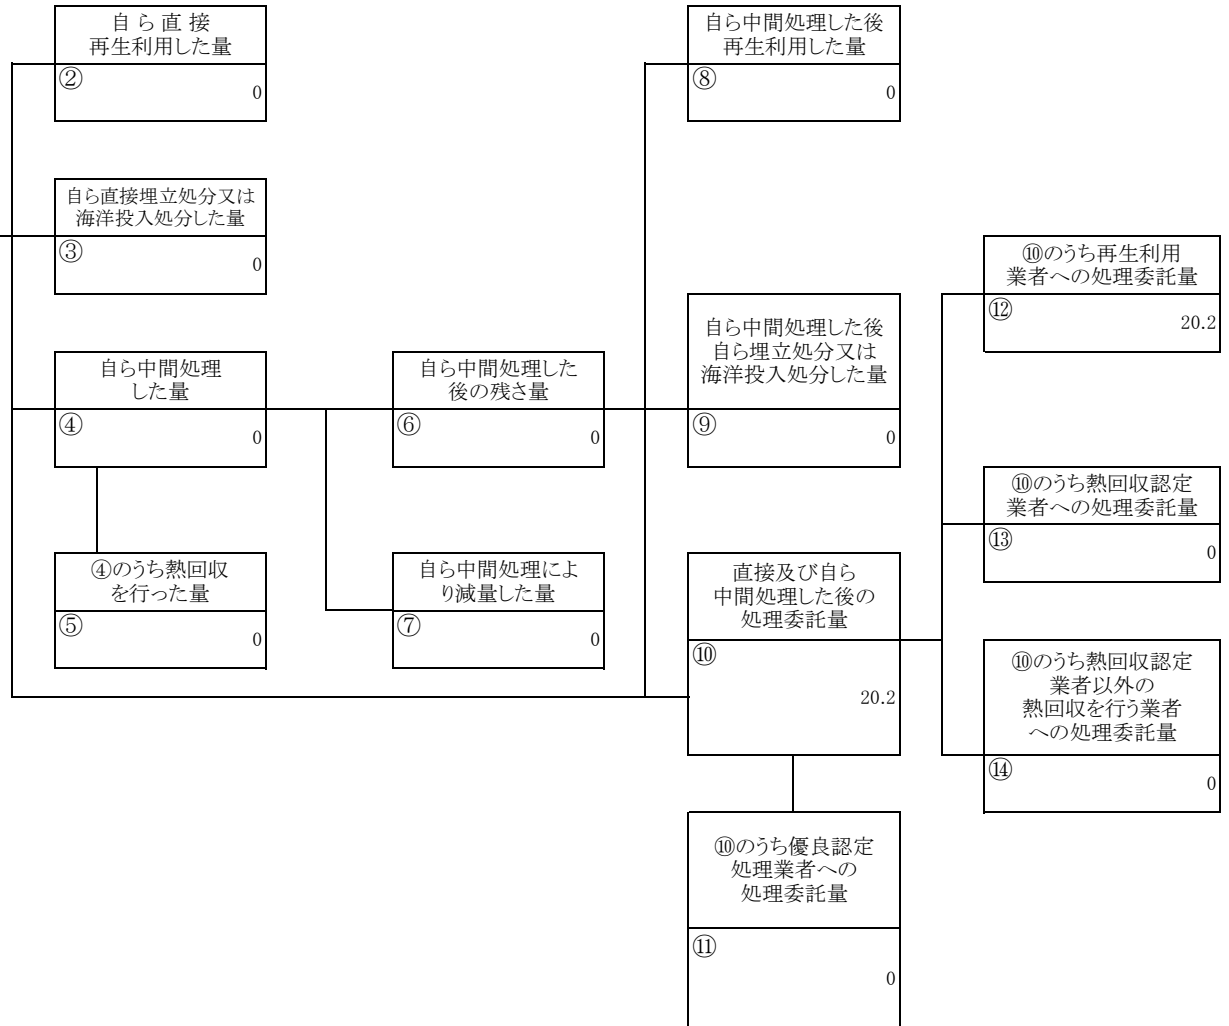 自ら直接
再生利用した量
②
0
自ら直接埋立処分又は
海洋投入処分した量
③
0
自ら中間処理
した量
④
0
④のうち熱回収
を行った量
⑤
0
自ら中間処理した
後の残さ量
⑥
0
自ら中間処理によ
り減量した量
⑦
0
自ら中間処理した後
再生利用した量
⑧
0
自ら中間処理した後
自ら埋立処分又は
海洋投入処分した量
⑨
0
直接及び自ら
中間処理した後の
処理委託量
⑩
20.2
⑩のうち優良認定
処理業者への
処理委託量
⑪
0
⑩のうち再生利用
業者への処理委託量
⑫
20.2
⑩のうち熱回収認定
業者への処理委託量
⑬
0
⑩のうち熱回収認定
業者以外の
熱回収を行う業者
への処理委託量
⑭
0